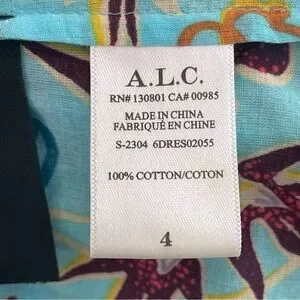 A.L.C.
RN# 130801 CA# 00985
MADE IN CHINA
FABRIQUÉ EN CHINE
S-2304 6DRES02055
100% COTTON/COTON
4